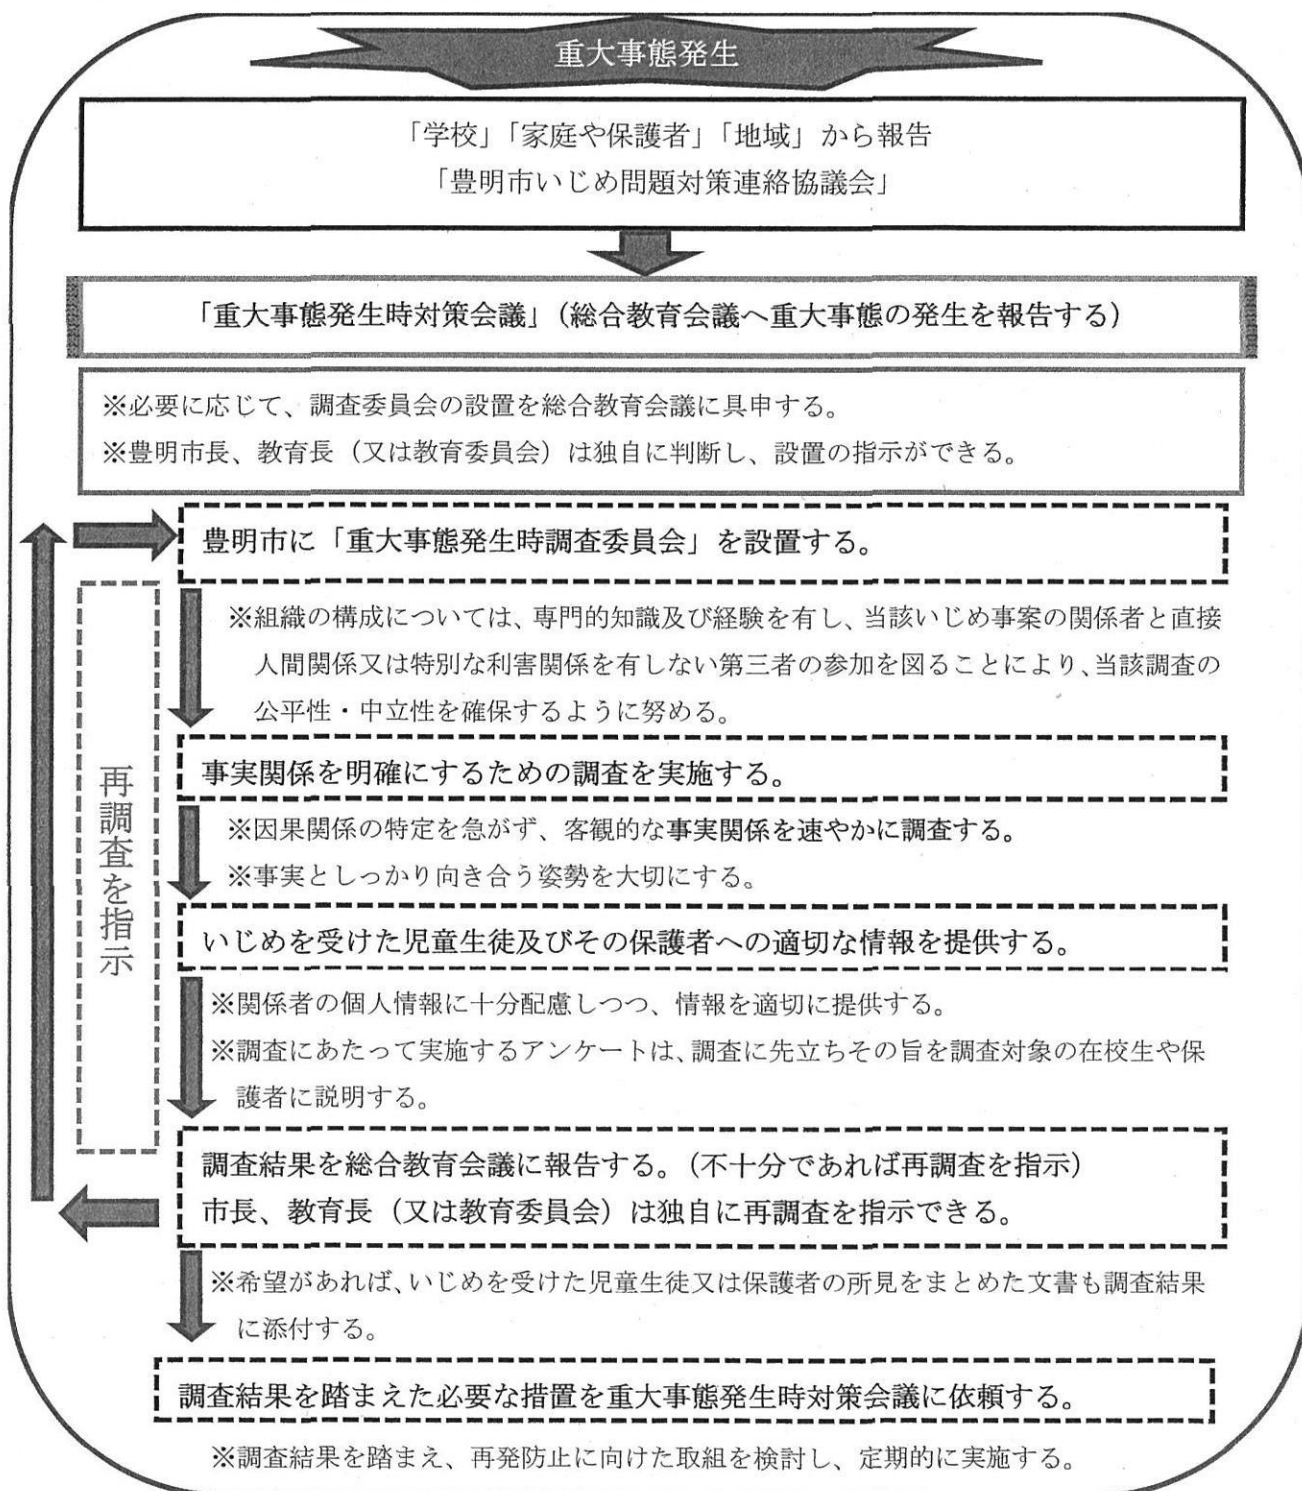 重大事態発生
「学校」「家庭や保護者」「地域」から報告
「豊明市いじめ問題対策連絡協議会」
「重大事態発生時対策会議」（総合教育会議へ重大事態の発生を報告する）
※必要に応じて、調査委員会の設置を総合教育会議に具申する。
※豊明市長、教育長（又は教育委員会）は独自に判断し、設置の指示ができる。
豊明市に「重大事態発生時調査委員会」を設置する。
※組織の構成については、専門的知識及び経験を有し、当該いじめ事案の関係者と直接
人間関係又は特別な利害関係を有しない第三者の参加を図ることにより、当該調査の
公平性・中立性を確保するように努める。
事実関係を明確にするための調査を実施する。
※因果関係の特定を急がず、客観的な事実関係を速やかに調査する。
※事実としっかり向き合う姿勢を大切にする。
いじめを受けた児童生徒及びその保護者への適切な情報を提供する。
※関係者の個人情報に十分配慮しつつ、情報を適切に提供する。
※調査にあたって実施するアンケートは、調査に先立ちその旨を調査対象の在校生や保
護者に説明する。
再調査を指示
調査結果を総合教育会議に報告する。（不十分であれば再調査を指示）
市長、教育長（又は教育委員会）は独自に再調査を指示できる。
※希望があれば、いじめを受けた児童生徒又は保護者の所見をまとめた文書も調査結果
に添付する。
調査結果を踏まえた必要な措置を重大事態発生時対策会議に依頼する。
※調査結果を踏まえ、再発防止に向けた取組を検討し、定期的に実施する。